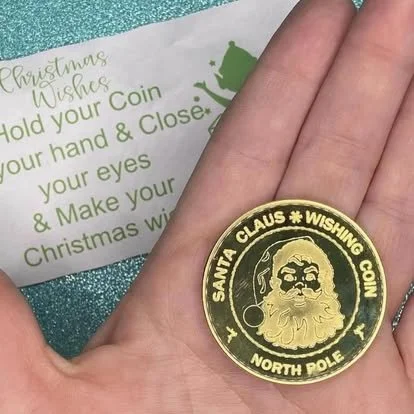 Christmas
Wishes
Hold your Coin
your hand & Close
your eyes
& Make your
Christmas
SANTA CLAUS * WISHING COIN
NORTH POLE